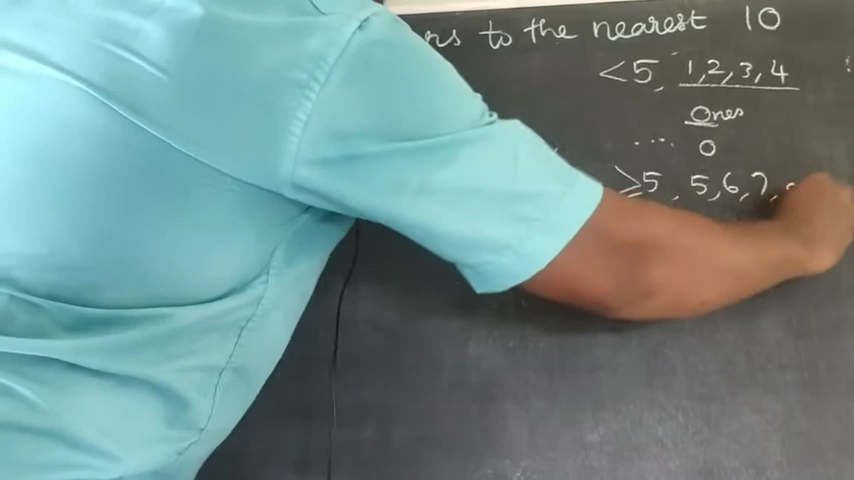 to the nearest 10
<5, 1,2,3,4
Ones
.... 0
≥5, 5,6,7,